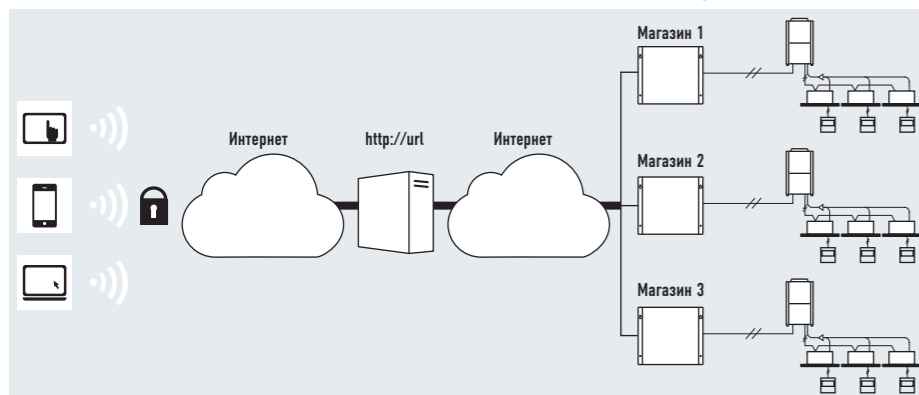 Магазин 1
Интернет
http://url
Интернет
Магазин 2
Магазин 3